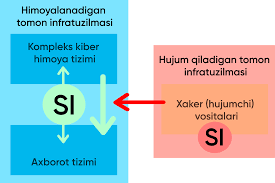 Himoyalanadigan
tomon infratuzilmasi
Kompleks kiber
himoya tizimi
SI
Axborot tizimi
Hujum qiladigan tomon
infratuzilmasi
Xaker (hujumchi)
vositalari
SI